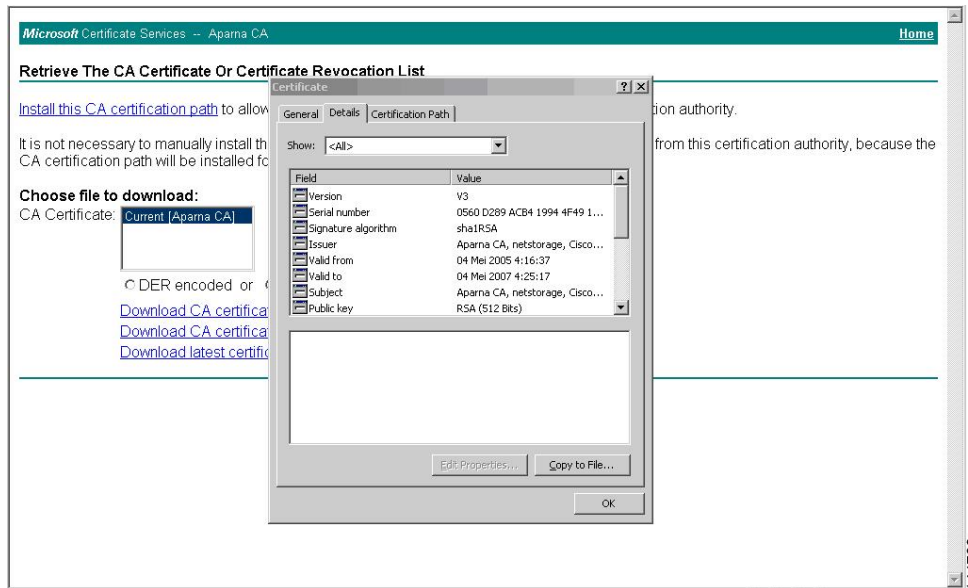 Microsoft Certificate Services -- Aparna CA
Home
Retrieve The CA Certificate Or Certificate Revocation List
Install this CA certification path to allow
tion authority.
It is not necessary to manually install th
from this certification authority, because the
CA certification path will be installed fo
Choose file to download:
CA Certificate:
Current [Aparna CA]
DER encoded or
Download CA certifica
Download CA certifica
Download latest certific
Certificate
General
Details
Certification Path
Show:
<All>
Field Value
Version V3
Serial number 0560 D289 ACB4 1994 4F49 1...
Signature algorithm sha1RSA
Issuer Aparna CA, netstorage, Cisco...
Valid from 04 Mei 2005 4:16:37
Valid to 04 Mei 2007 4:25:17
Subject Aparna CA, netstorage, Cisco...
Public key RSA (512 Bits)
Edit Properties...
Copy to File...
OK